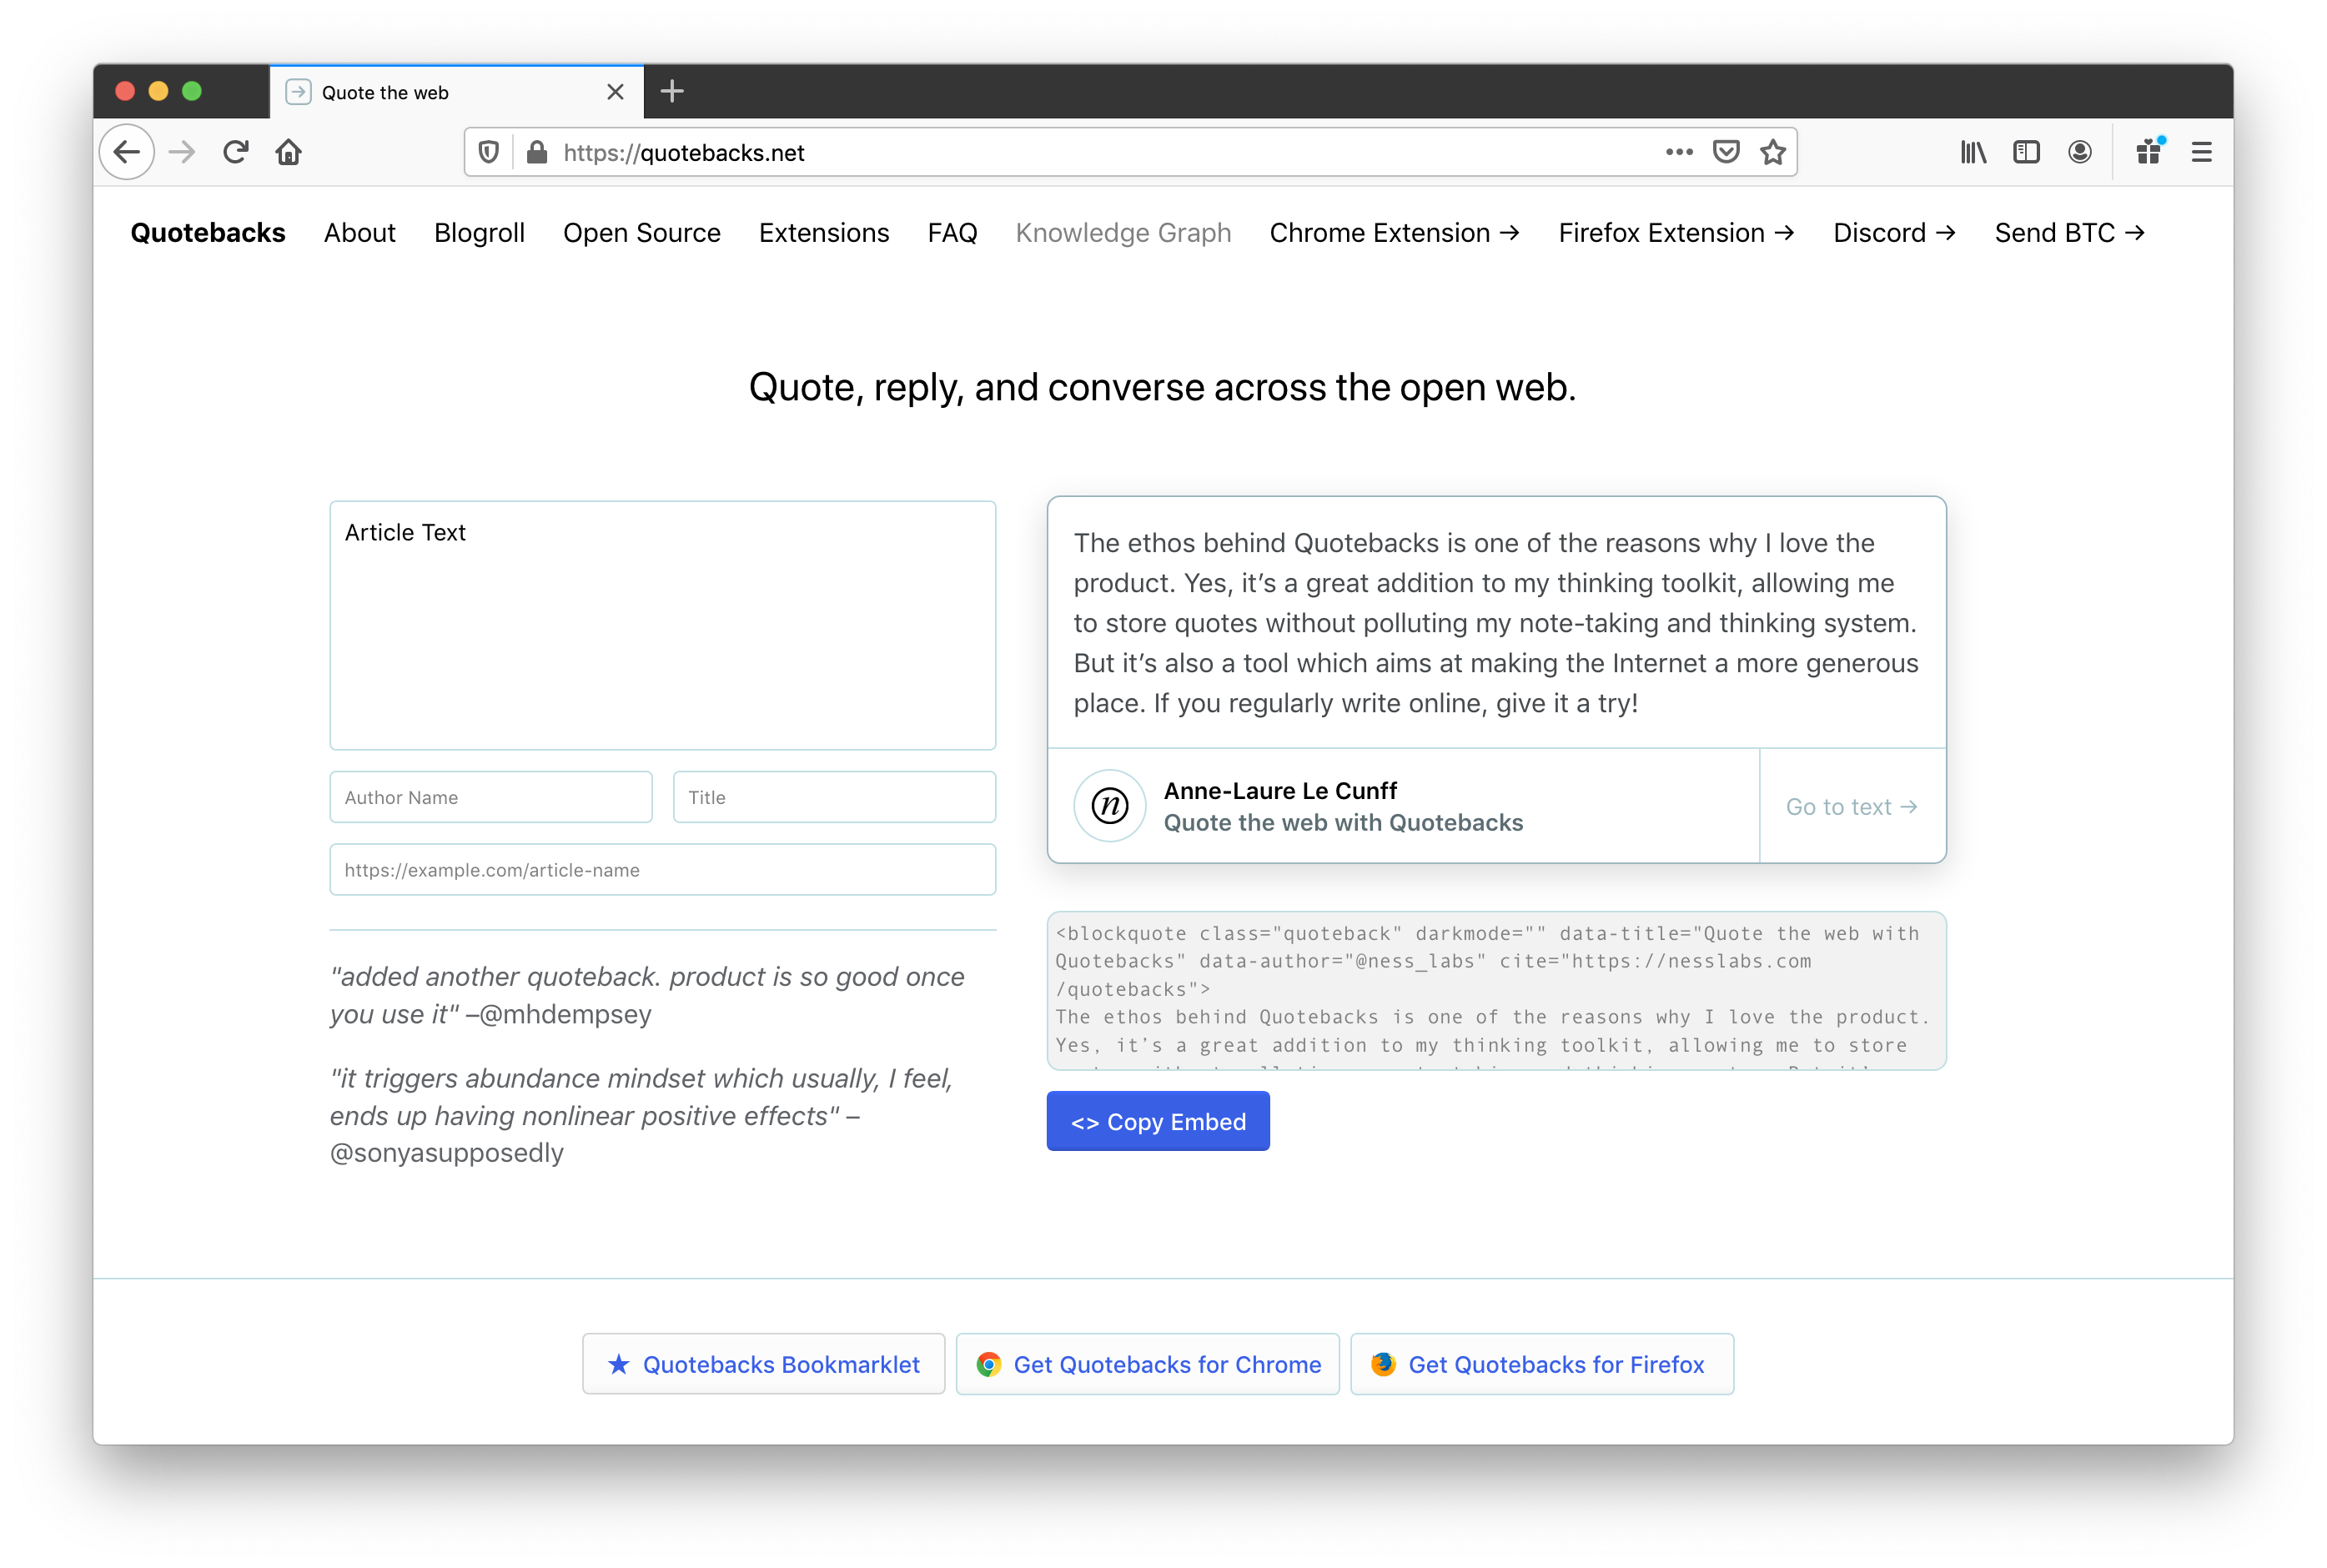 Quote the web
https://quotebacks.net
Quotebacks About Blogroll Open Source Extensions FAQ Knowledge Graph Chrome Extension → Firefox Extension → Discord → Send BTC →
Quote, reply, and converse across the open web.
Article Text
Author Name
Title
https://example.com/article-name
"added another quoteback. product is so good once
you use it" –@mhdempsey
"it triggers abundance mindset which usually, I feel,
ends up having nonlinear positive effects" –
@sonyasupposedly
The ethos behind Quotebacks is one of the reasons why I love the
product. Yes, it’s a great addition to my thinking toolkit, allowing me
to store quotes without polluting my note-taking and thinking system.
But it’s also a tool which aims at making the Internet a more generous
place. If you regularly write online, give it a try!
n
Anne-Laure Le Cunff
Quote the web with Quotebacks
Go to text →
<blockquote class="quoteback" darkmode="" data-title="Quote the web with
Quotebacks" data-author="@ness_labs" cite="https://nesslabs.com
/quotebacks">
The ethos behind Quotebacks is one of the reasons why I love the product.
Yes, it’s a great addition to my thinking toolkit, allowing me to store
<> Copy Embed
Quotebacks Bookmarklet
Get Quotebacks for Chrome
Get Quotebacks for Firefox